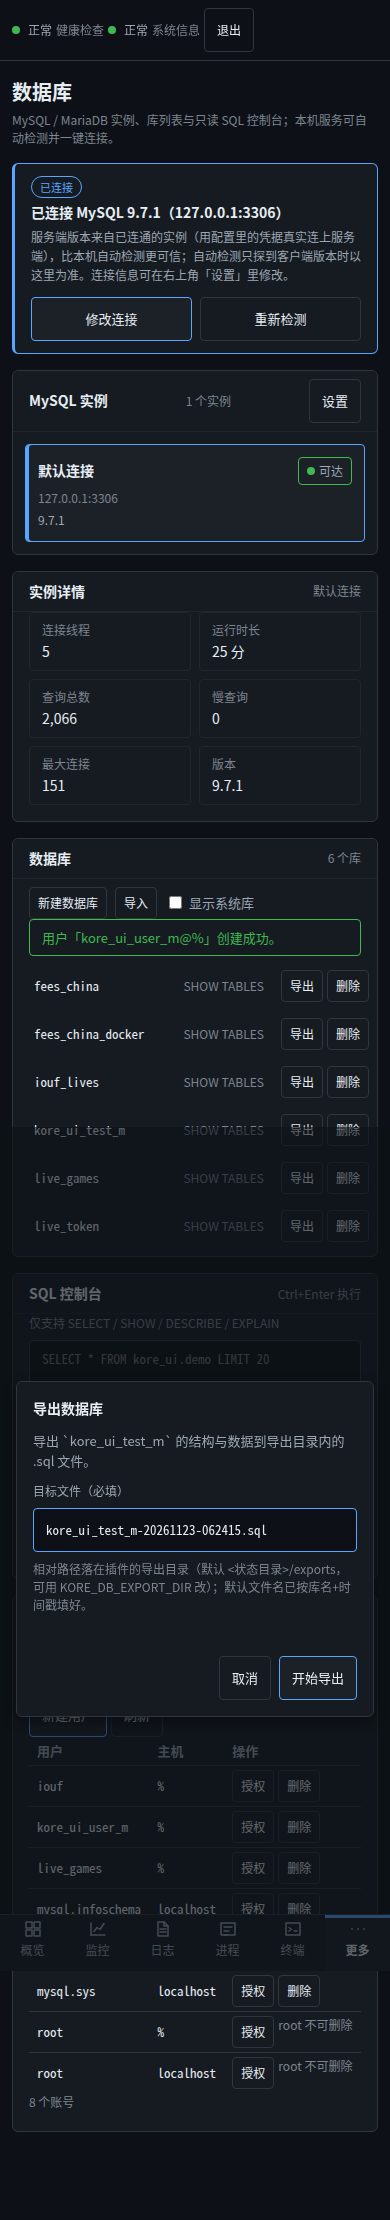 正常 健康检查 正常 系统信息 退出
数据库
MySQL / MariaDB 实例、库列表与只读 SQL 控制台；本机服务可自
动检测并一键连接。
已连接
已连接 MySQL 9.7.1（127.0.0.1:3306）
服务端版本来自已连通的实例（用配置里的凭据真实连上服务
端），比本机自动检测更可信；自动检测只探到客户端版本时以
这里为准。连接信息可在右上角「设置」里修改。
修改连接 重新检测
MySQL 实例 1 个实例 设置
默认连接 可达
127.0.0.1:3306
9.7.1
实例详情 默认连接
连接线程 运行时长
5 25 分
查询总数 慢查询
2,066 0
最大连接 版本
151 9.7.1
数据库 6 个库
新建数据库 导入 显示系统库
用户「kore_ui_user_m@%」创建成功。
fees_china SHOW TABLES 导出 删除
fees_china_docker SHOW TABLES 导出 删除
iouf_lives SHOW TABLES 导出 删除
kore_ui_test_m SHOW TABLES 导出 删除
live_games SHOW TABLES 导出 删除
live_token SHOW TABLES 导出 删除
SQL 控制台 Ctrl+Enter 执行
仅支持 SELECT / SHOW / DESCRIBE / EXPLAIN
SELECT * FROM kore_ui.demo LIMIT 20
导出数据库
导出 `kore_ui_test_m` 的结构与数据到导出目录内的
.sql 文件。
目标文件（必填）
kore_ui_test_m-20261123-062415.sql
相对路径落在插件的导出目录（默认 <状态目录>/exports，
可用 KORE_DB_EXPORT_DIR 改）；默认文件名已按库名+时
间戳填好。
取消 开始导出
新建用户 刷新
用户 主机 操作
iouf % 授权 删除
kore_ui_user_m % 授权 删除
live_games % 授权 删除
mysql.infoschema localhost 授权 删除
概览 监控 日志 进程 终端 更多
mysql.sys localhost 授权 删除
root % 授权 root 不可删除
root localhost 授权 root 不可删除
8 个账号